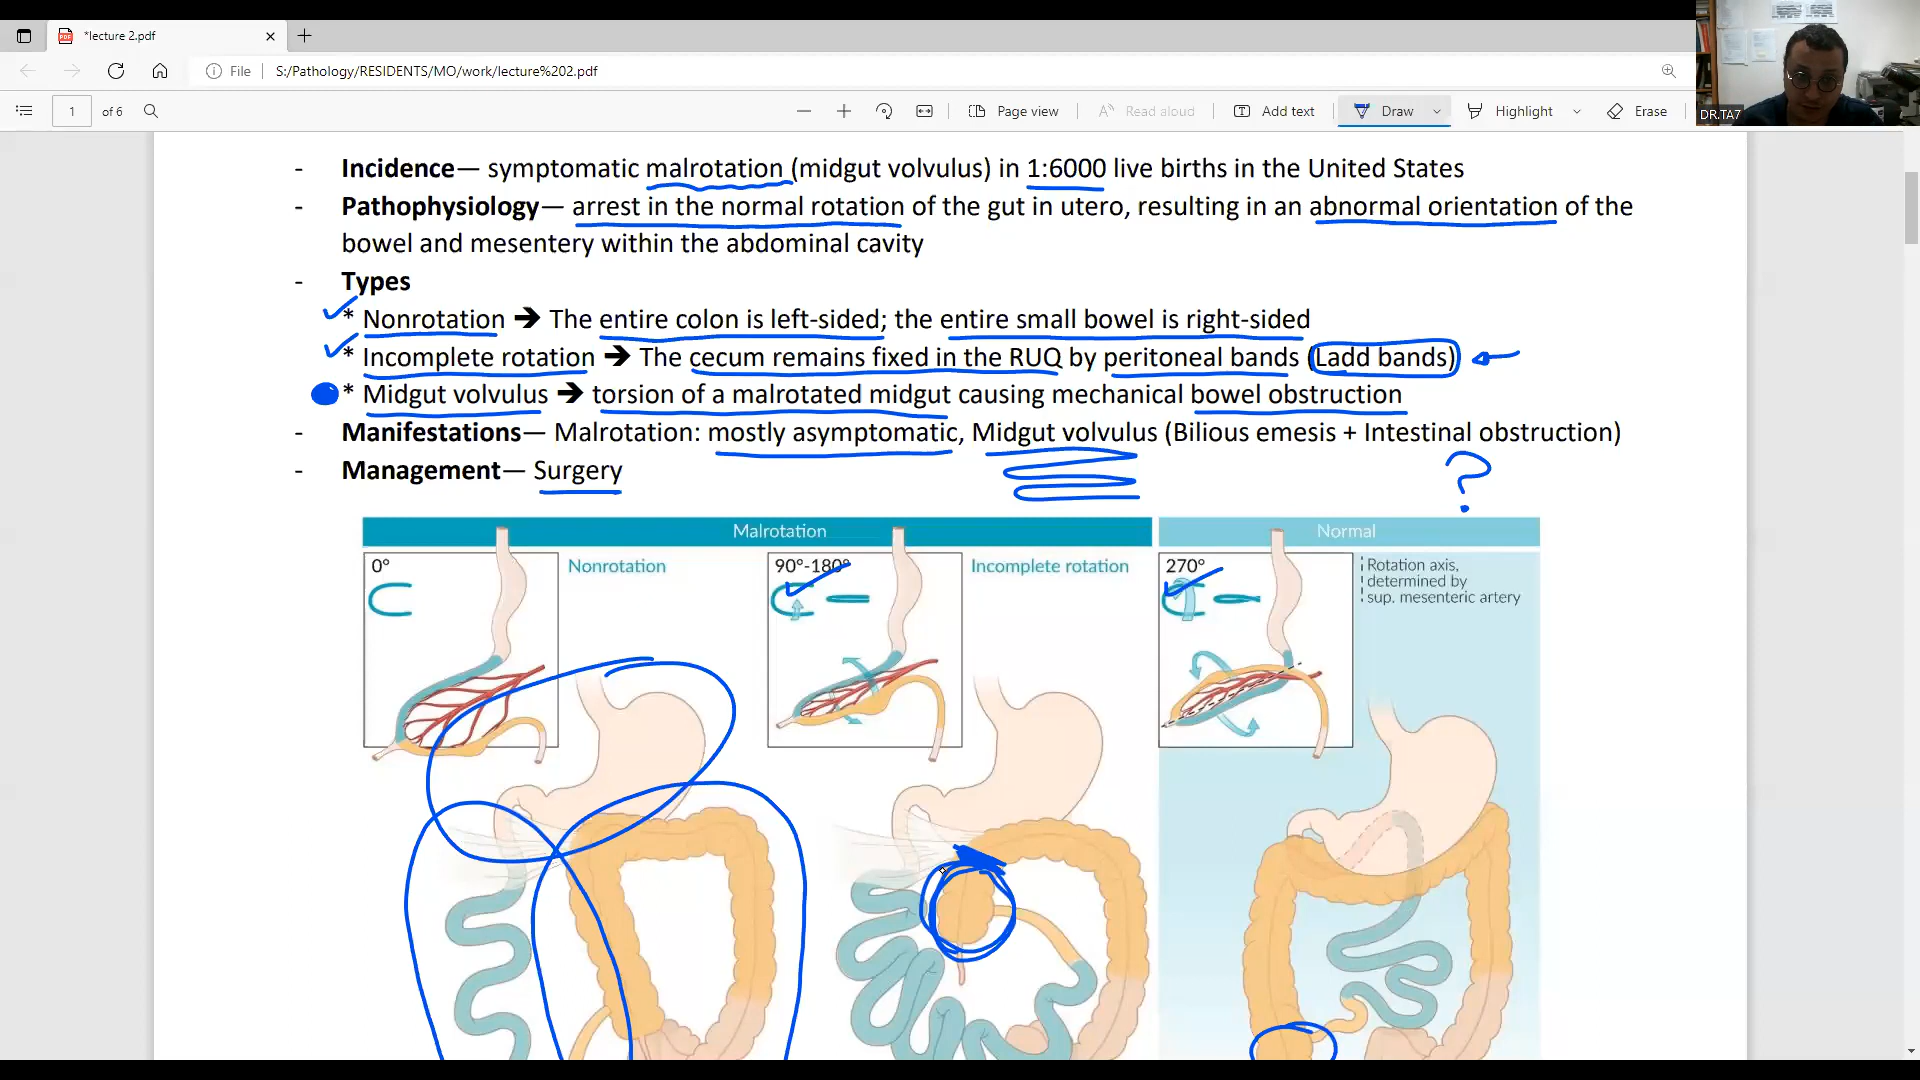 *lecture 2.pdf
File
S:/Pathology/RESIDENTS/MO/work/lecture%202.pdf
1 of 6
Page view
Read aloud
Add text
Draw
Highlight
Erase
DR.TA7
- Incidence— symptomatic malrotation (midgut volvulus) in 1:6000 live births in the United States
- Pathophysiology— arrest in the normal rotation of the gut in utero, resulting in an abnormal orientation of the
bowel and mesentery within the abdominal cavity
- Types
* Nonrotation ➔ The entire colon is left-sided; the entire small bowel is right-sided
* Incomplete rotation ➔ The cecum remains fixed in the RUQ by peritoneal bands (Ladd bands)
* Midgut volvulus ➔ torsion of a malrotated midgut causing mechanical bowel obstruction
- Manifestations— Malrotation: mostly asymptomatic, Midgut volvulus (Bilious emesis + Intestinal obstruction)
- Management— Surgery
?
Malrotation
Normal
0°
Nonrotation
90°-180°
Incomplete rotation
270°
Rotation axis,
determined by
sup. mesenteric artery